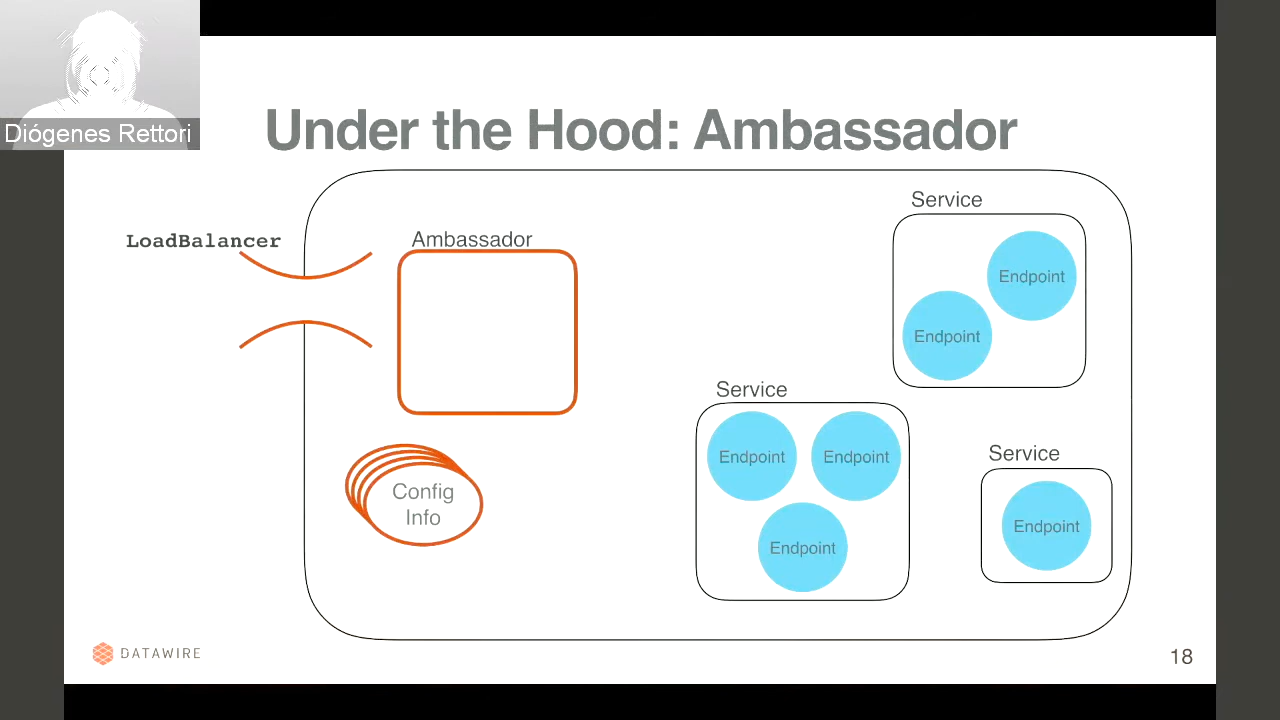 Diógenes Rettori
Under the Hood: Ambassador
LoadBalancer
Ambassador
Config
Info
Service
Endpoint
Endpoint
Service
Endpoint
Endpoint
Endpoint
Service
Endpoint
DATAWIRE
18